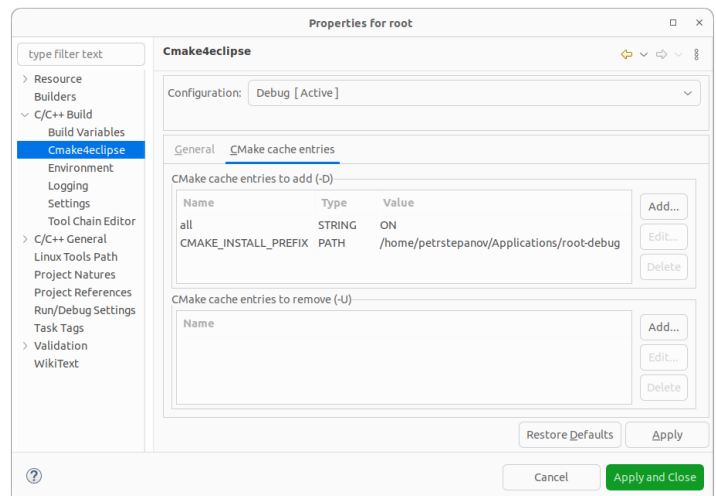 Properties for root
type filter text
Cmake4eclipse
Resource
Builders
C/C++ Build
Build Variables
Cmake4eclipse
Environment
Logging
Settings
Tool Chain Editor
C/C++ General
Linux Tools Path
Project Natures
Project References
Run/Debug Settings
Task Tags
Validation
WikiText
Configuration: Debug [ Active ]
General CMake cache entries
CMake cache entries to add (-D)
Name Type Value
all STRING ON
CMAKE_INSTALL_PREFIX PATH /home/petrstepanov/Applications/root-debug
Add...
Edit...
Delete
CMake cache entries to remove (-U)
Name
Add...
Edit...
Delete
Restore Defaults Apply
Cancel Apply and Close